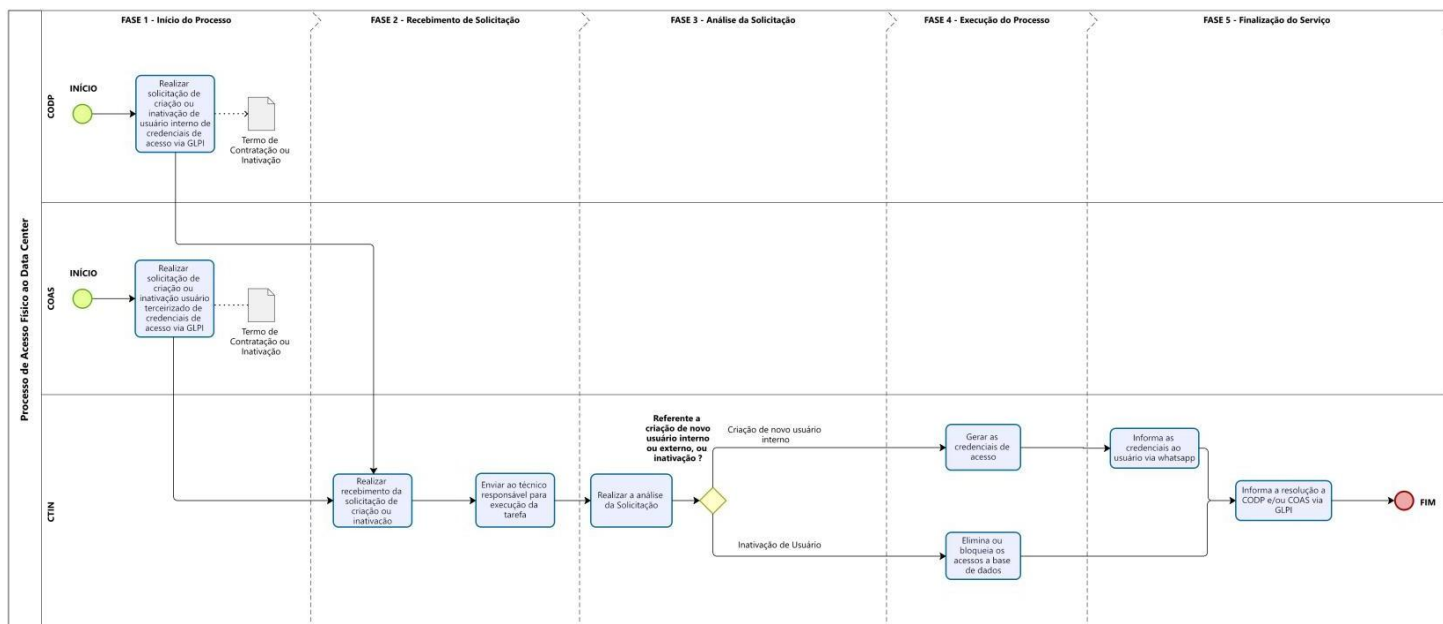 FASE 1 - Início do Processo
FASE 2 - Recebimento de Solicitação
FASE 3 - Análise da Solicitação
FASE 4 - Execução do Processo
FASE 5 - Finalização do Serviço
Processo de Acesso Físico ao Data Center
CODP
INÍCIO
Realizar
solicitação de
criação ou
inativação de
usuário interno de
credenciais de
acesso via GLPI
Termo de
Contratação ou
Inativação
COAS
INÍCIO
Realizar
solicitação de
criação ou
inativação usuário
terceirizado de
credenciais de
acesso via GLPI
Termo de
Contratação ou
Inativação
CTIN
Realizar
recebimento da
solicitação de
criação ou
inativação
Enviar ao técnico
responsável para
execução da
tarefa
Realizar a análise
da Solicitação
Referente a
criação de novo
usuário interno
ou externo, ou
inativação ?
Criação de novo usuário
interno
Inativação de Usuário
Gerar as
credenciais de
acesso
Elimina ou
bloqueia os
acessos a base
de dados
Informa as
credenciais ao
usuário via whatsapp
Informa a resolução a
CODP e/ou COAS via
GLPI
FIM